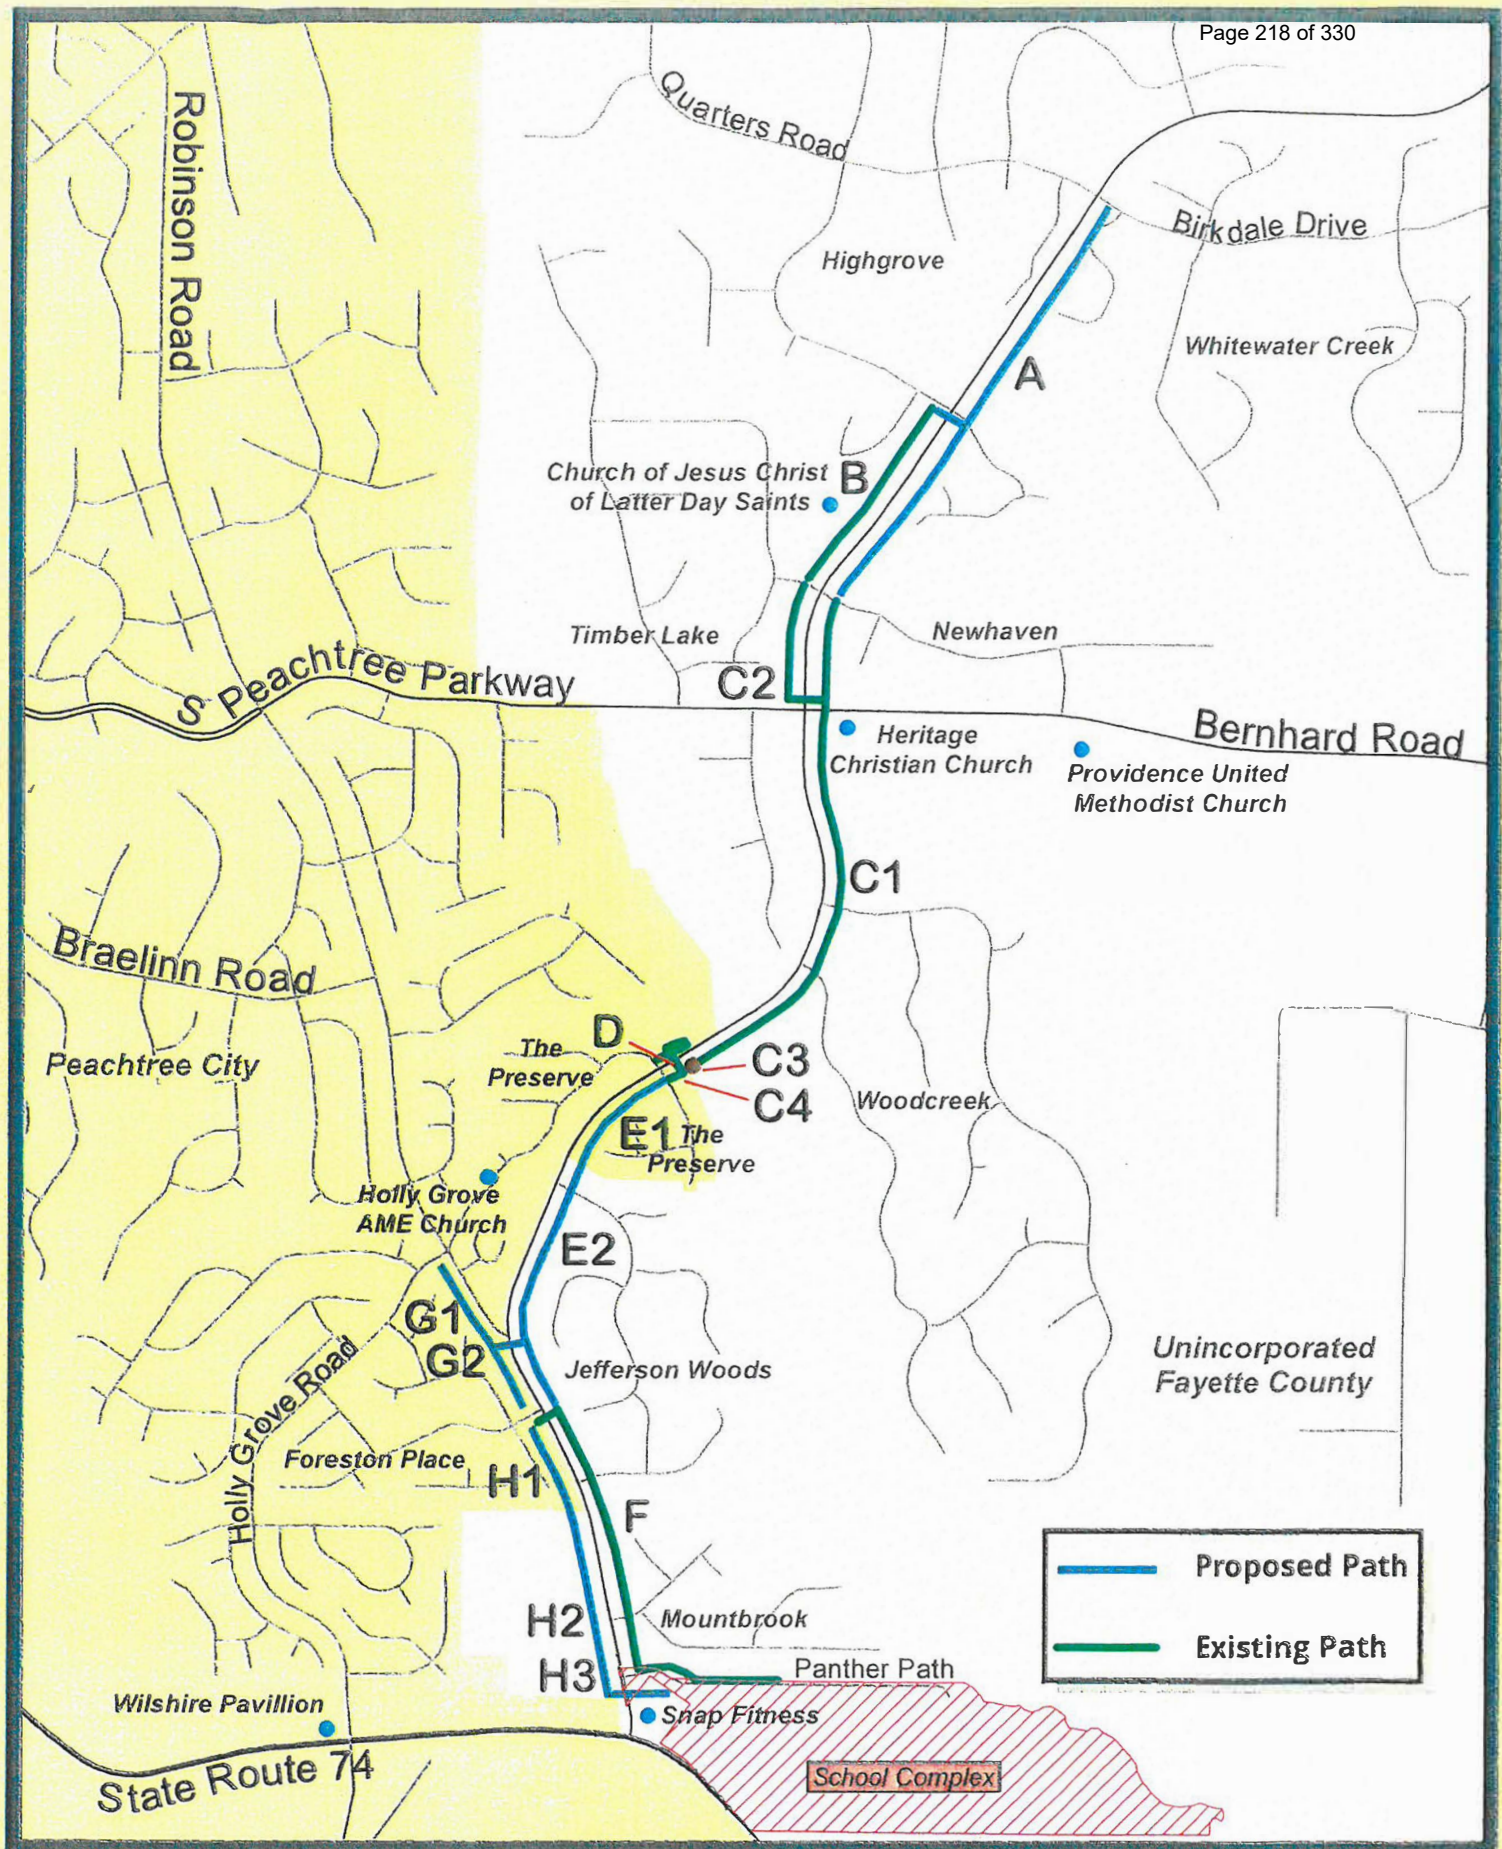 Page 218 of 330
Quarters Road
Robinson Road
Birkdale Drive
Highgrove
Whitewater Creek
A
Church of Jesus Christ
of Latter Day Saints
B
Timber Lake
Newhaven
C2
S Peachtree Parkway
Bernhard Road
Heritage
Christian Church
Providence United
Methodist Church
C1
Braelinn Road
D
The
Preserve
C3
C4
Peachtree City
Woodcreek
E1
The
Preserve
Holly Grove
AME Church
E2
G1
G2
Jefferson Woods
Unincorporated
Fayette County
Holly Grove Road
Foreston Place
H1
F
Proposed Path
Existing Path
H2
Mountbrook
H3
Panther Path
Wilshire Pavillion
Snap Fitness
State Route 74
School Complex